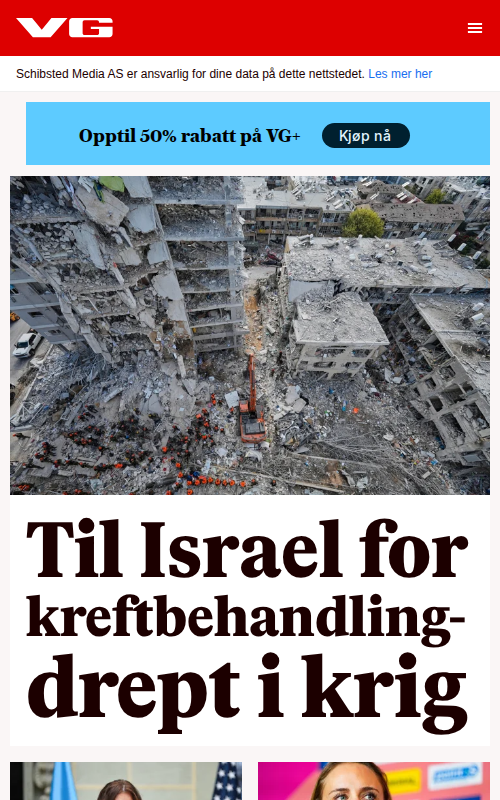 VG
Schibsted Media AS er ansvarlig for dine data på dette nettstedet. Les mer her
Opptil 50% rabatt på VG+
Kjøp nå
Til Israel for
kreftbehandling-
drept i krig